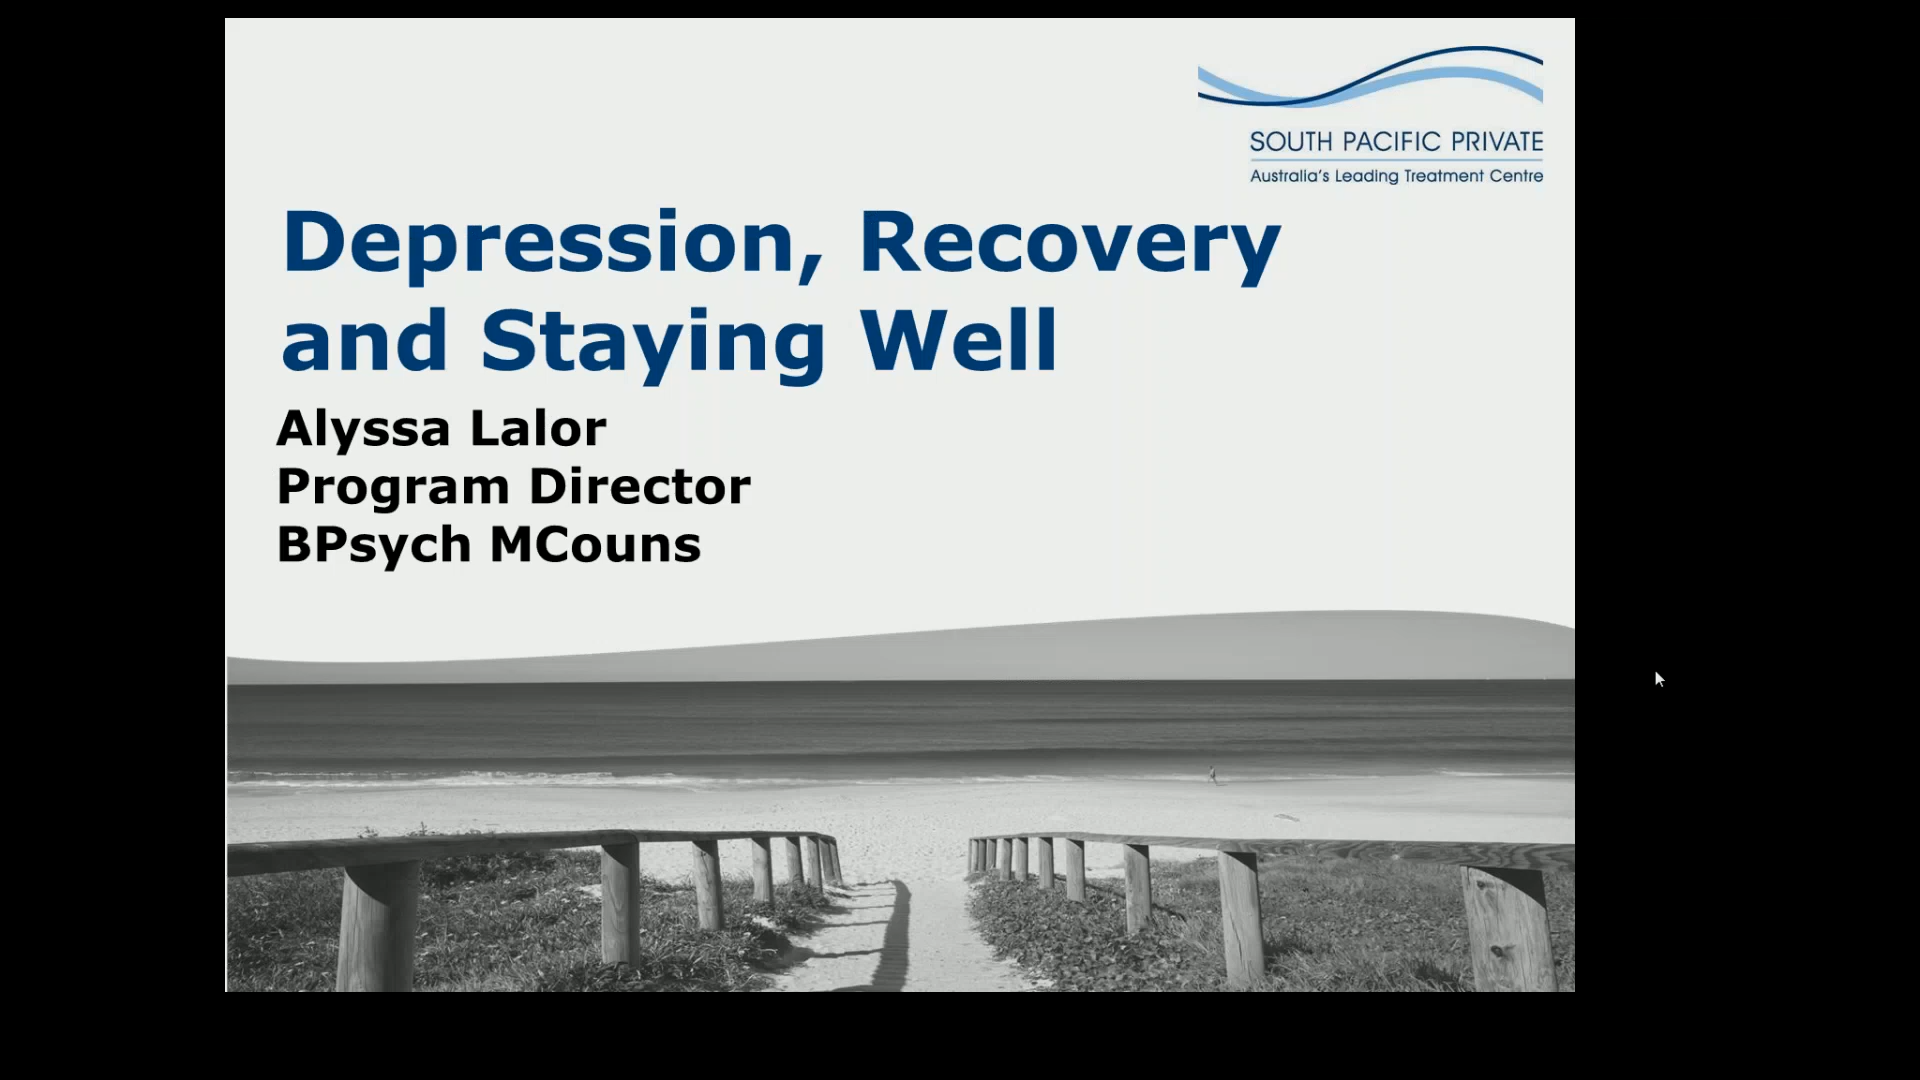 SOUTH PACIFIC PRIVATE
Australia's Leading Treatment Centre
Depression, Recovery
and Staying Well
Alyssa Lalor
Program Director
BPsych MCouns